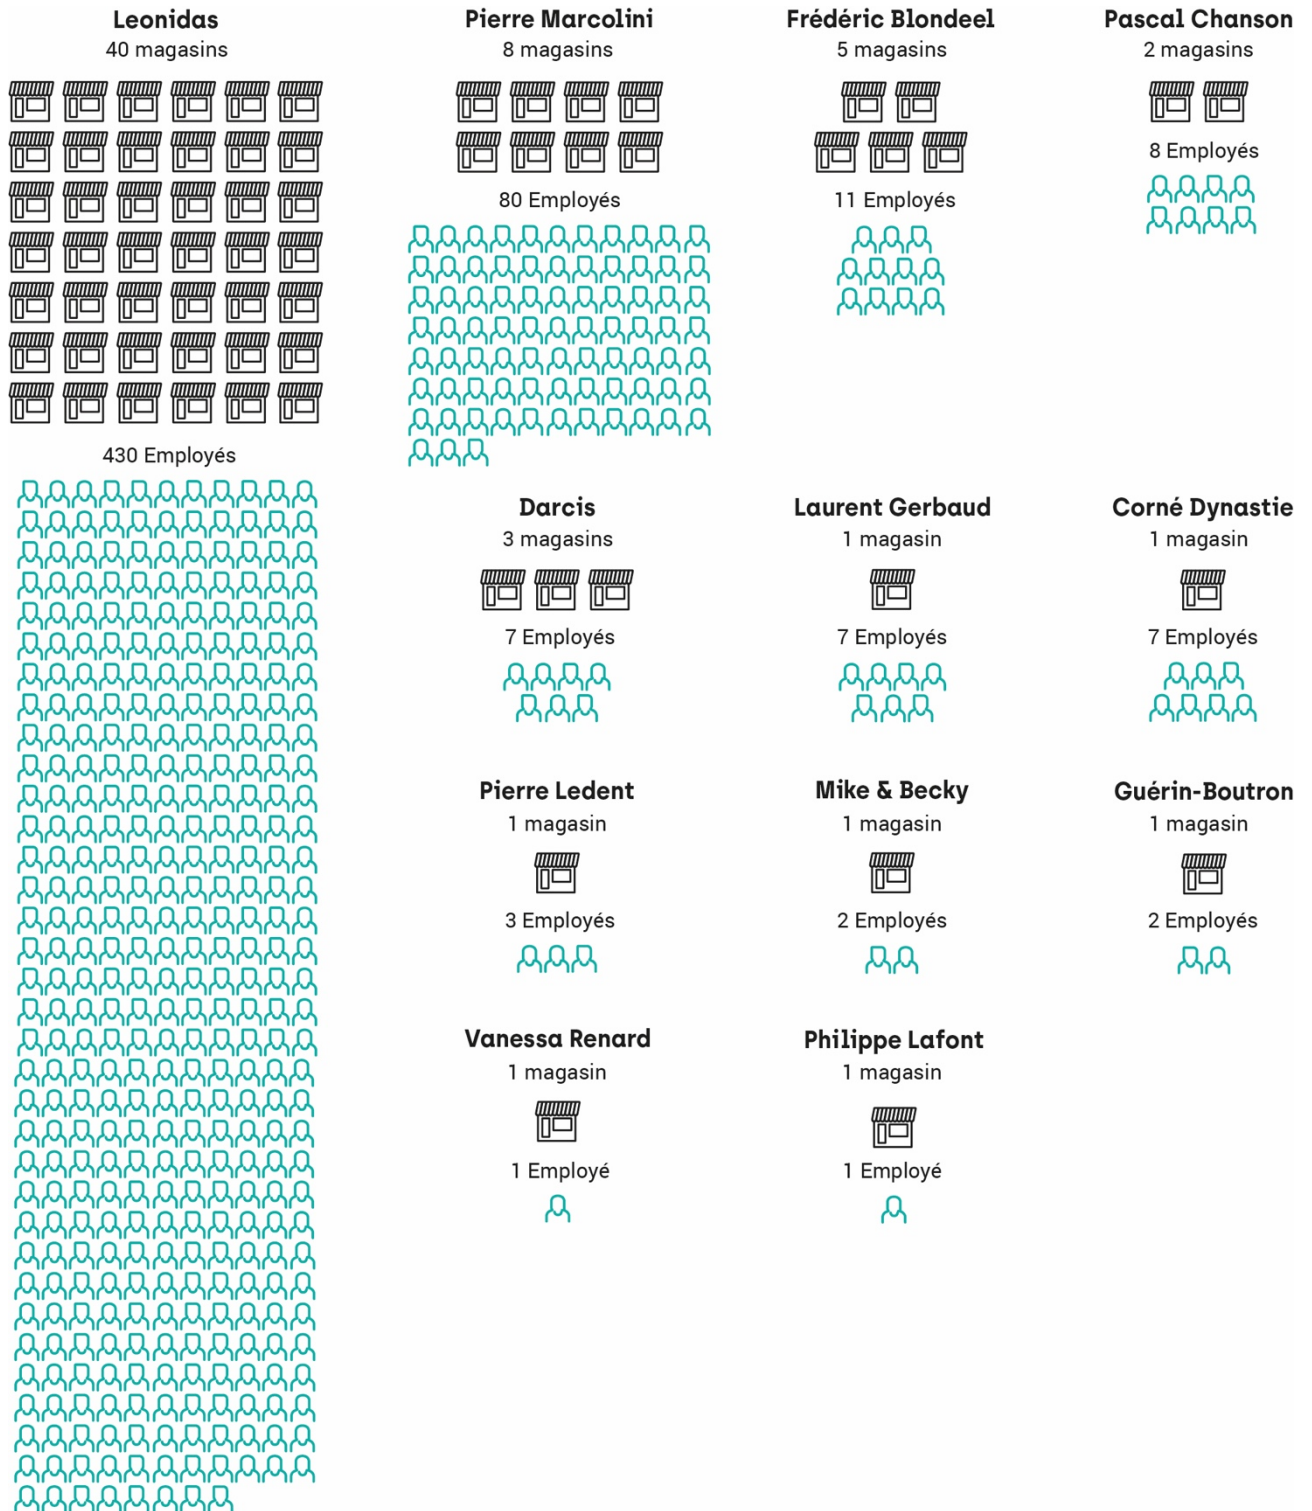 Leonidas
40 magasins
430 Employés
Pierre Marcolini
8 magasins
80 Employés
Frédéric Blondeel
5 magasins
11 Employés
Pascal Chanson
2 magasins
8 Employés
Darcis
3 magasins
7 Employés
Laurent Gerbaud
1 magasin
7 Employés
Corné Dynastie
1 magasin
7 Employés
Pierre Ledent
1 magasin
3 Employés
Mike & Becky
1 magasin
2 Employés
Guérin-Boutron
1 magasin
2 Employés
Vanessa Renard
1 magasin
1 Employé
Philippe Lafont
1 magasin
1 Employé